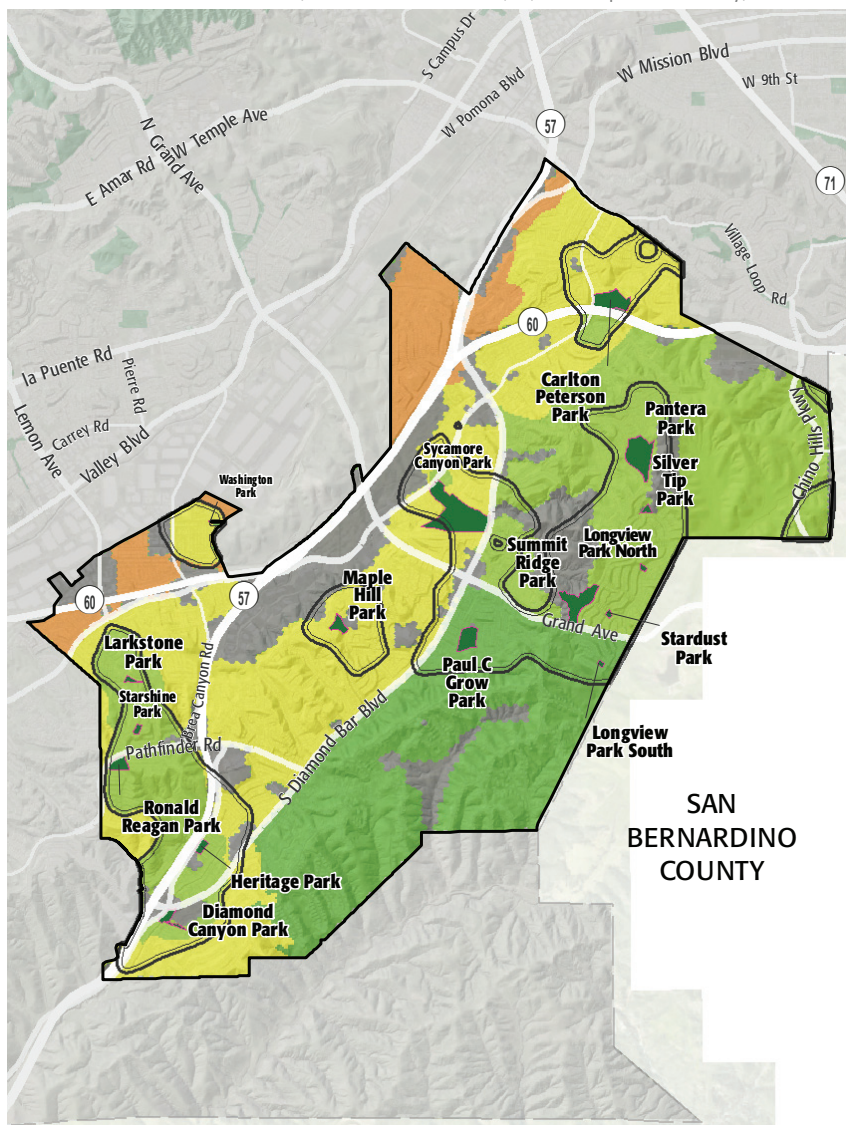 S Campus Dr
W Mission Blvd
W 9th St
W Pomona Blvd
57
N Grand Ave
W Temple Ave
E Amar Rd
71
Village Loop Rd
60
la Puente Rd
Pierre Rd
Lemon Ave
Carrey Rd
Valley Blvd
Carlton
Peterson
Park
Pantera
Park
Chino Hills Pkwy
Sycamore
Canyon Park
Silver
Tip
Park
Washington
Park
Longview
Park North
Summit
Ridge
Park
Maple
Hill
Park
60
57
Grand Ave
Stardust
Park
Larkstone
Park
Brea Canyon Rd
Paul C
Grow
Park
Starshine
Park
S Diamond Bar Blvd
Longview
Park South
Pathfinder Rd
Ronald
Reagan Park
SAN
BERNARDINO
COUNTY
Heritage Park
Diamond
Canyon Park